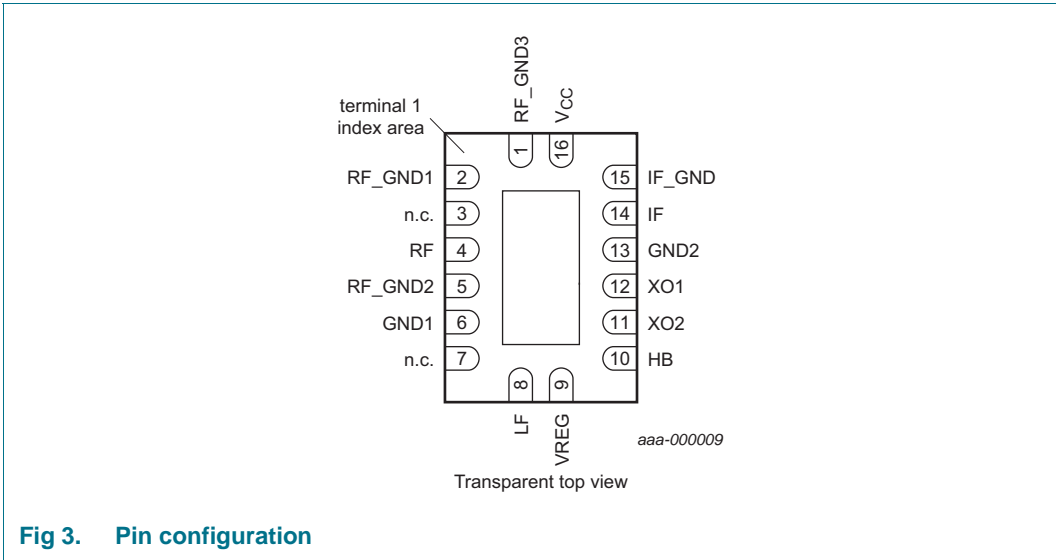 RF_GND3
VCC
terminal 1
index area
1
16
RF_GND1 2
15 IF_GND
n.c. 3
14 IF
RF 4
13 GND2
RF_GND2 5
12 XO1
GND1 6
11 XO2
n.c. 7
10 HB
8
9
LF
VREG
aaa-000009
Transparent top view
Fig 3. Pin configuration